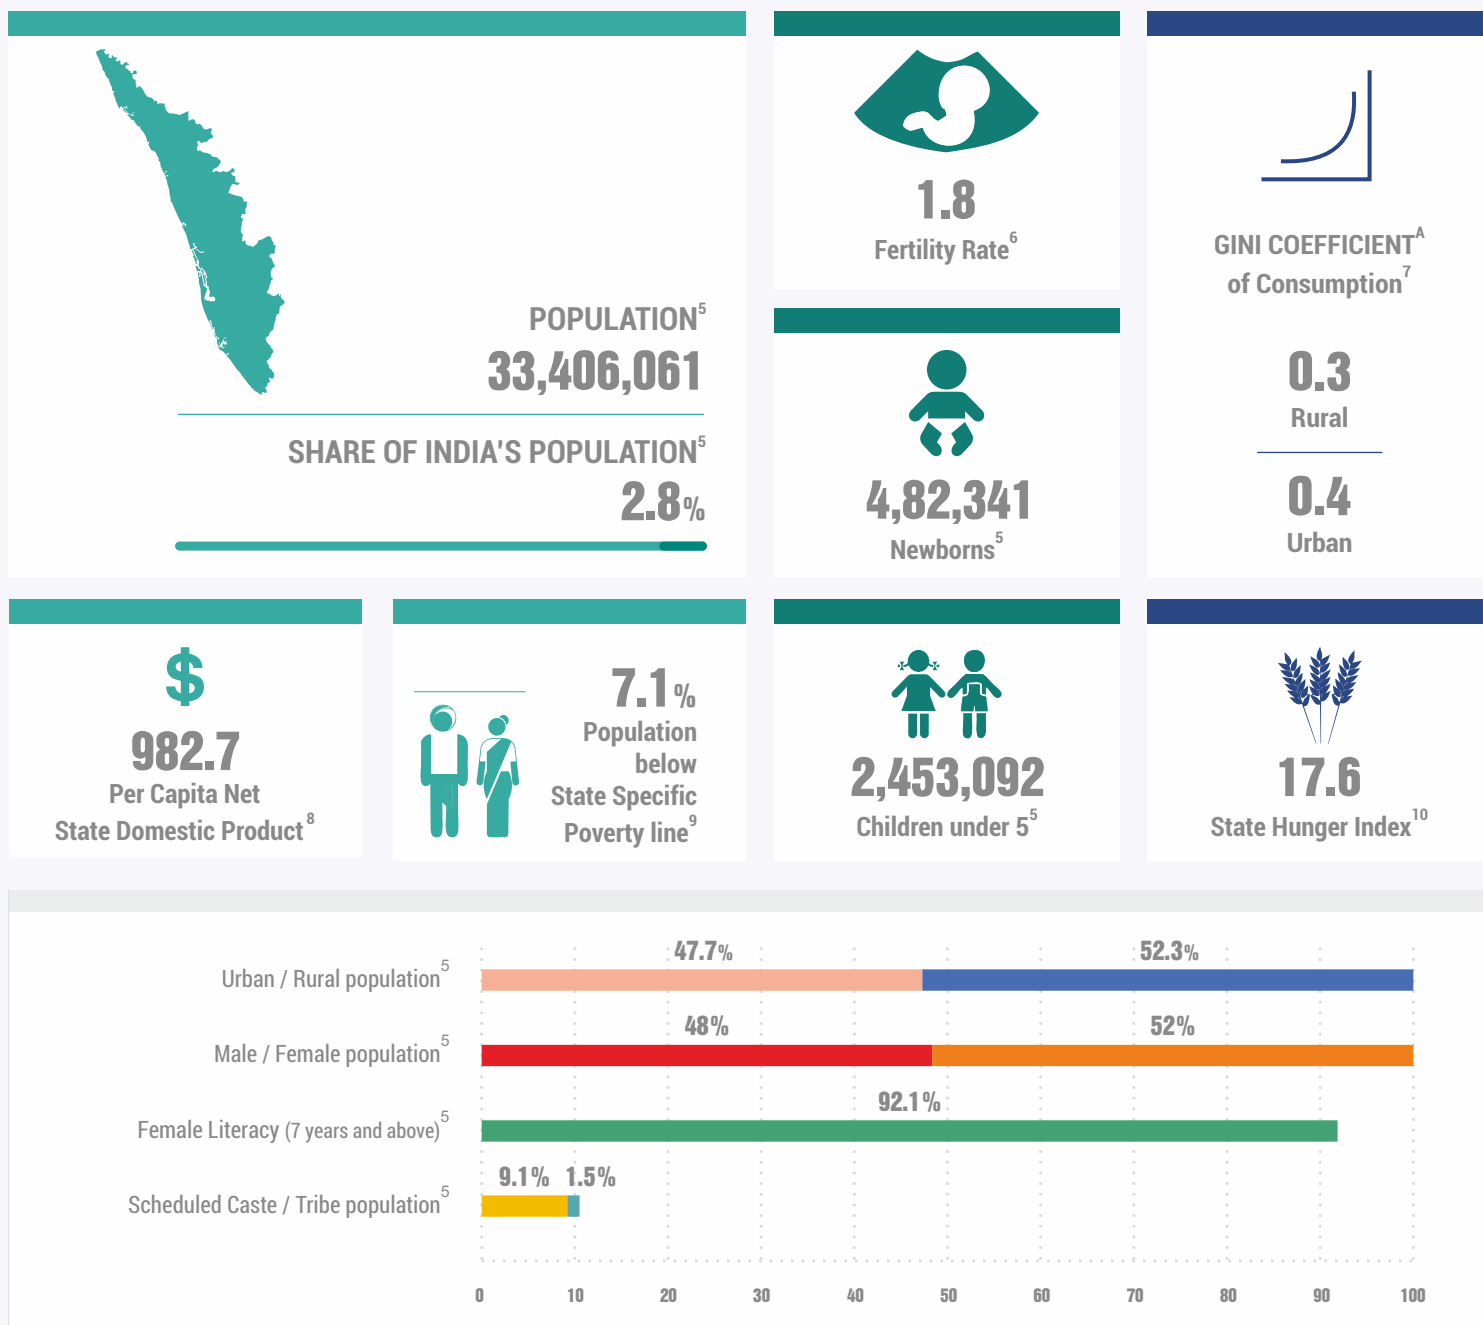 POPULATION5
33,406,061
SHARE OF INDIA'S POPULATION5
2.8%
1.8
Fertility Rate6
4,82,341
Newborns5
GINI COEFFICIENTA
of Consumption7
0.3
Rural
0.4
Urban
$
982.7
Per Capita Net
State Domestic Product8
7.1%
Population
below
State Specific
Poverty line9
2,453,092
Children under 55
17.6
State Hunger Index10
47.7% 52.3%
Urban / Rural population5
48% 52%
Male / Female population5
92.1%
Female Literacy (7 years and above)5
9.1% 1.5%
Scheduled Caste / Tribe population5
0 10 20 30 40 50 60 70 80 90 100